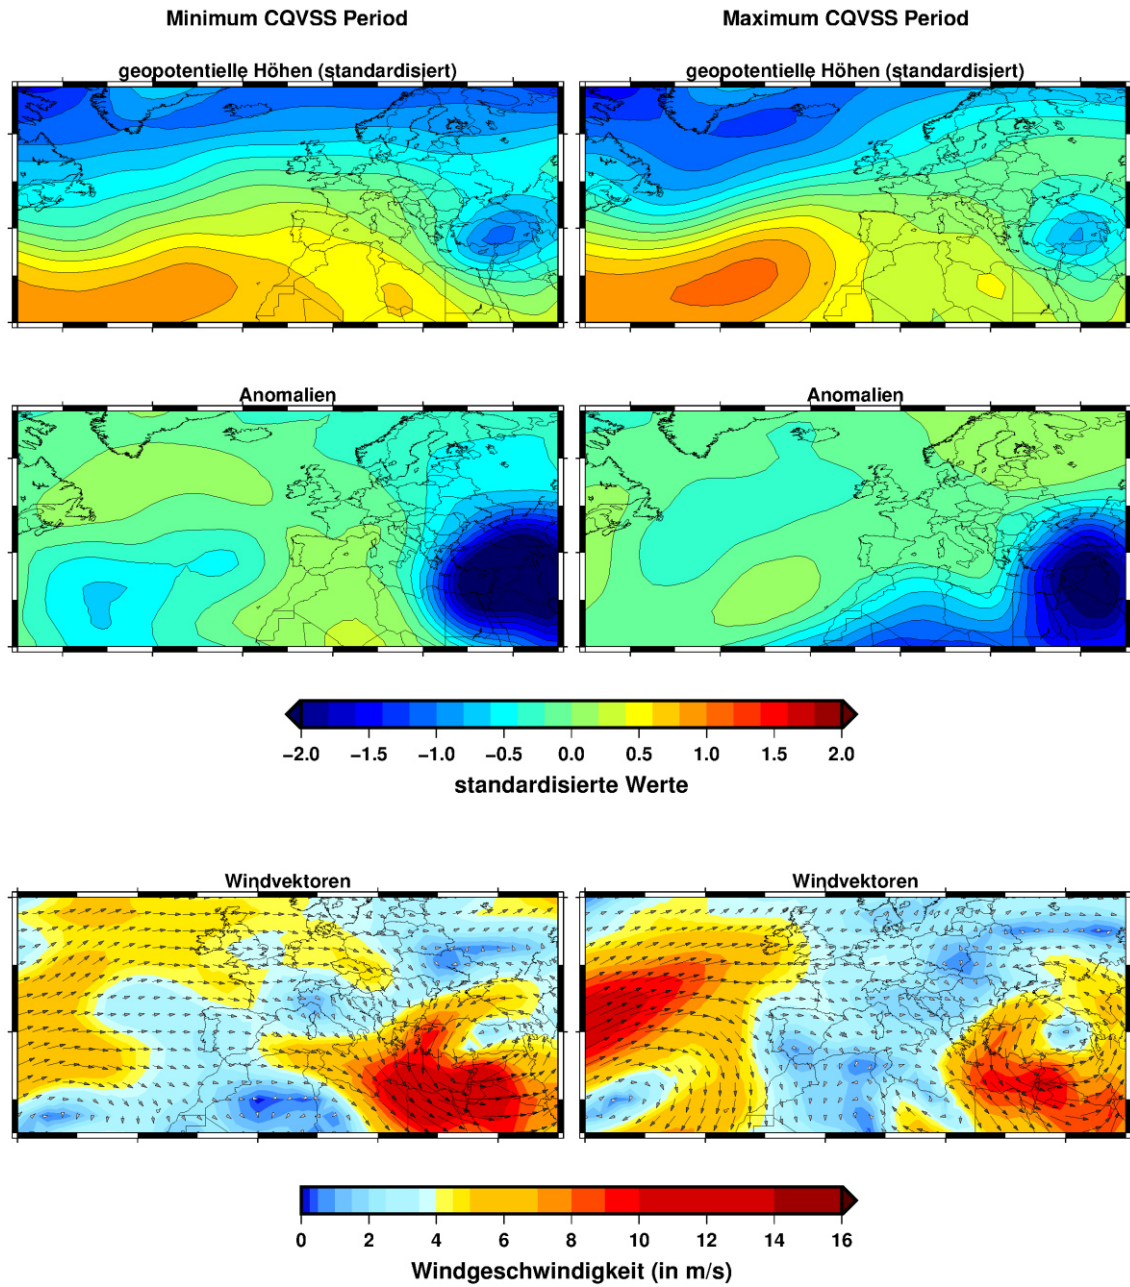 Minimum CQVSS Period
Maximum CQVSS Period
geopotentielle Höhen (standardisiert)
geopotentielle Höhen (standardisiert)
Anomalien
Anomalien
−2.0 −1.5 −1.0 −0.5 0.0 0.5 1.0 1.5 2.0
standardisierte Werte
Windvektoren
Windvektoren
0 2 4 6 8 10 12 14 16
Windgeschwindigkeit (in m/s)